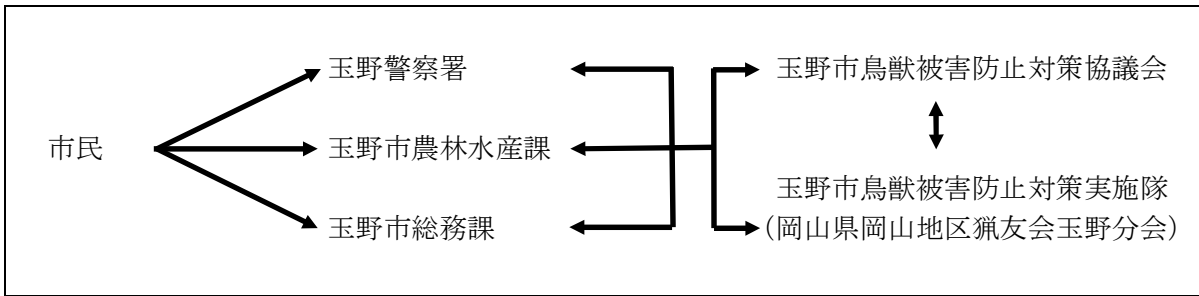 玉野警察署
玉野市鳥獣被害防止対策協議会
市民
玉野市農林水産課
玉野市鳥獣被害防止対策実施隊
玉野市総務課
（岡山県岡山地区猟友会玉野分会）